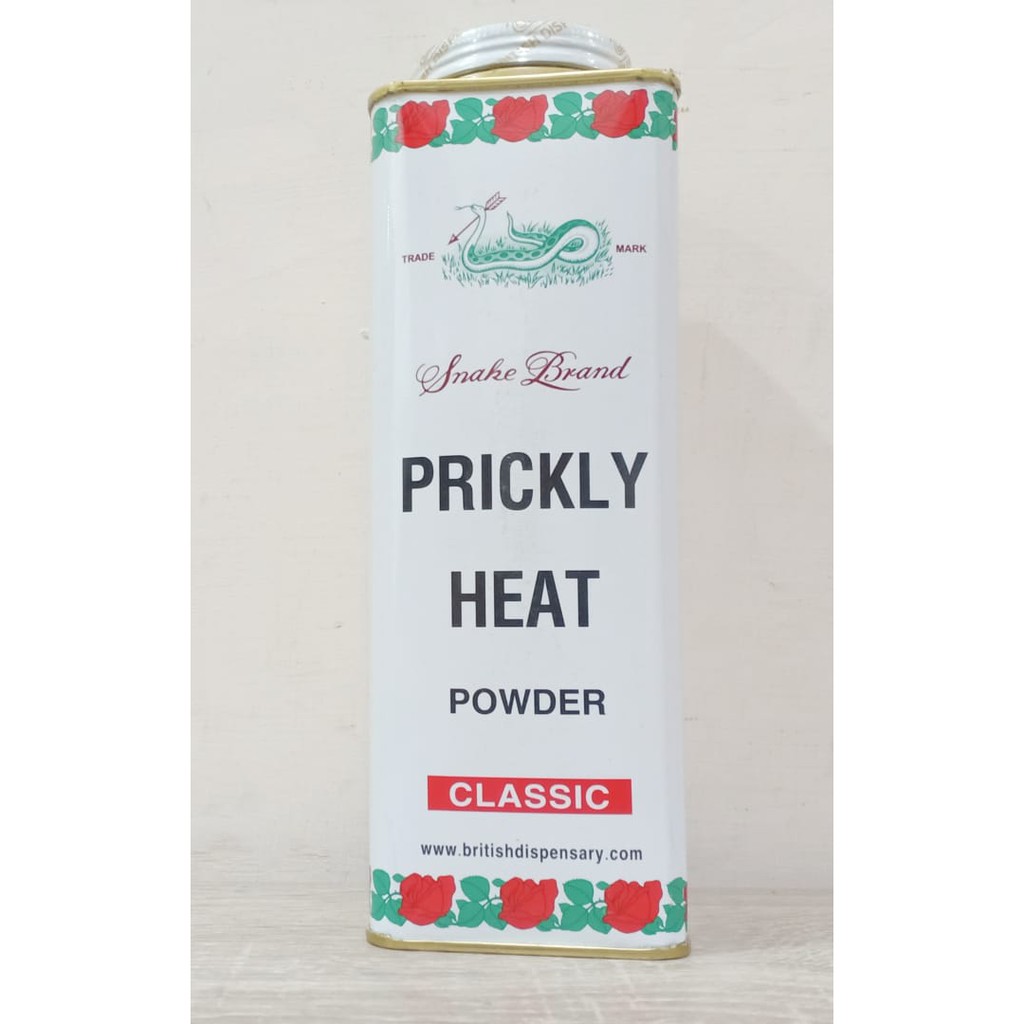 TRADE MARK
Snake Brand
PRICKLY
HEAT
POWDER
CLASSIC
www.britishdispensary.com